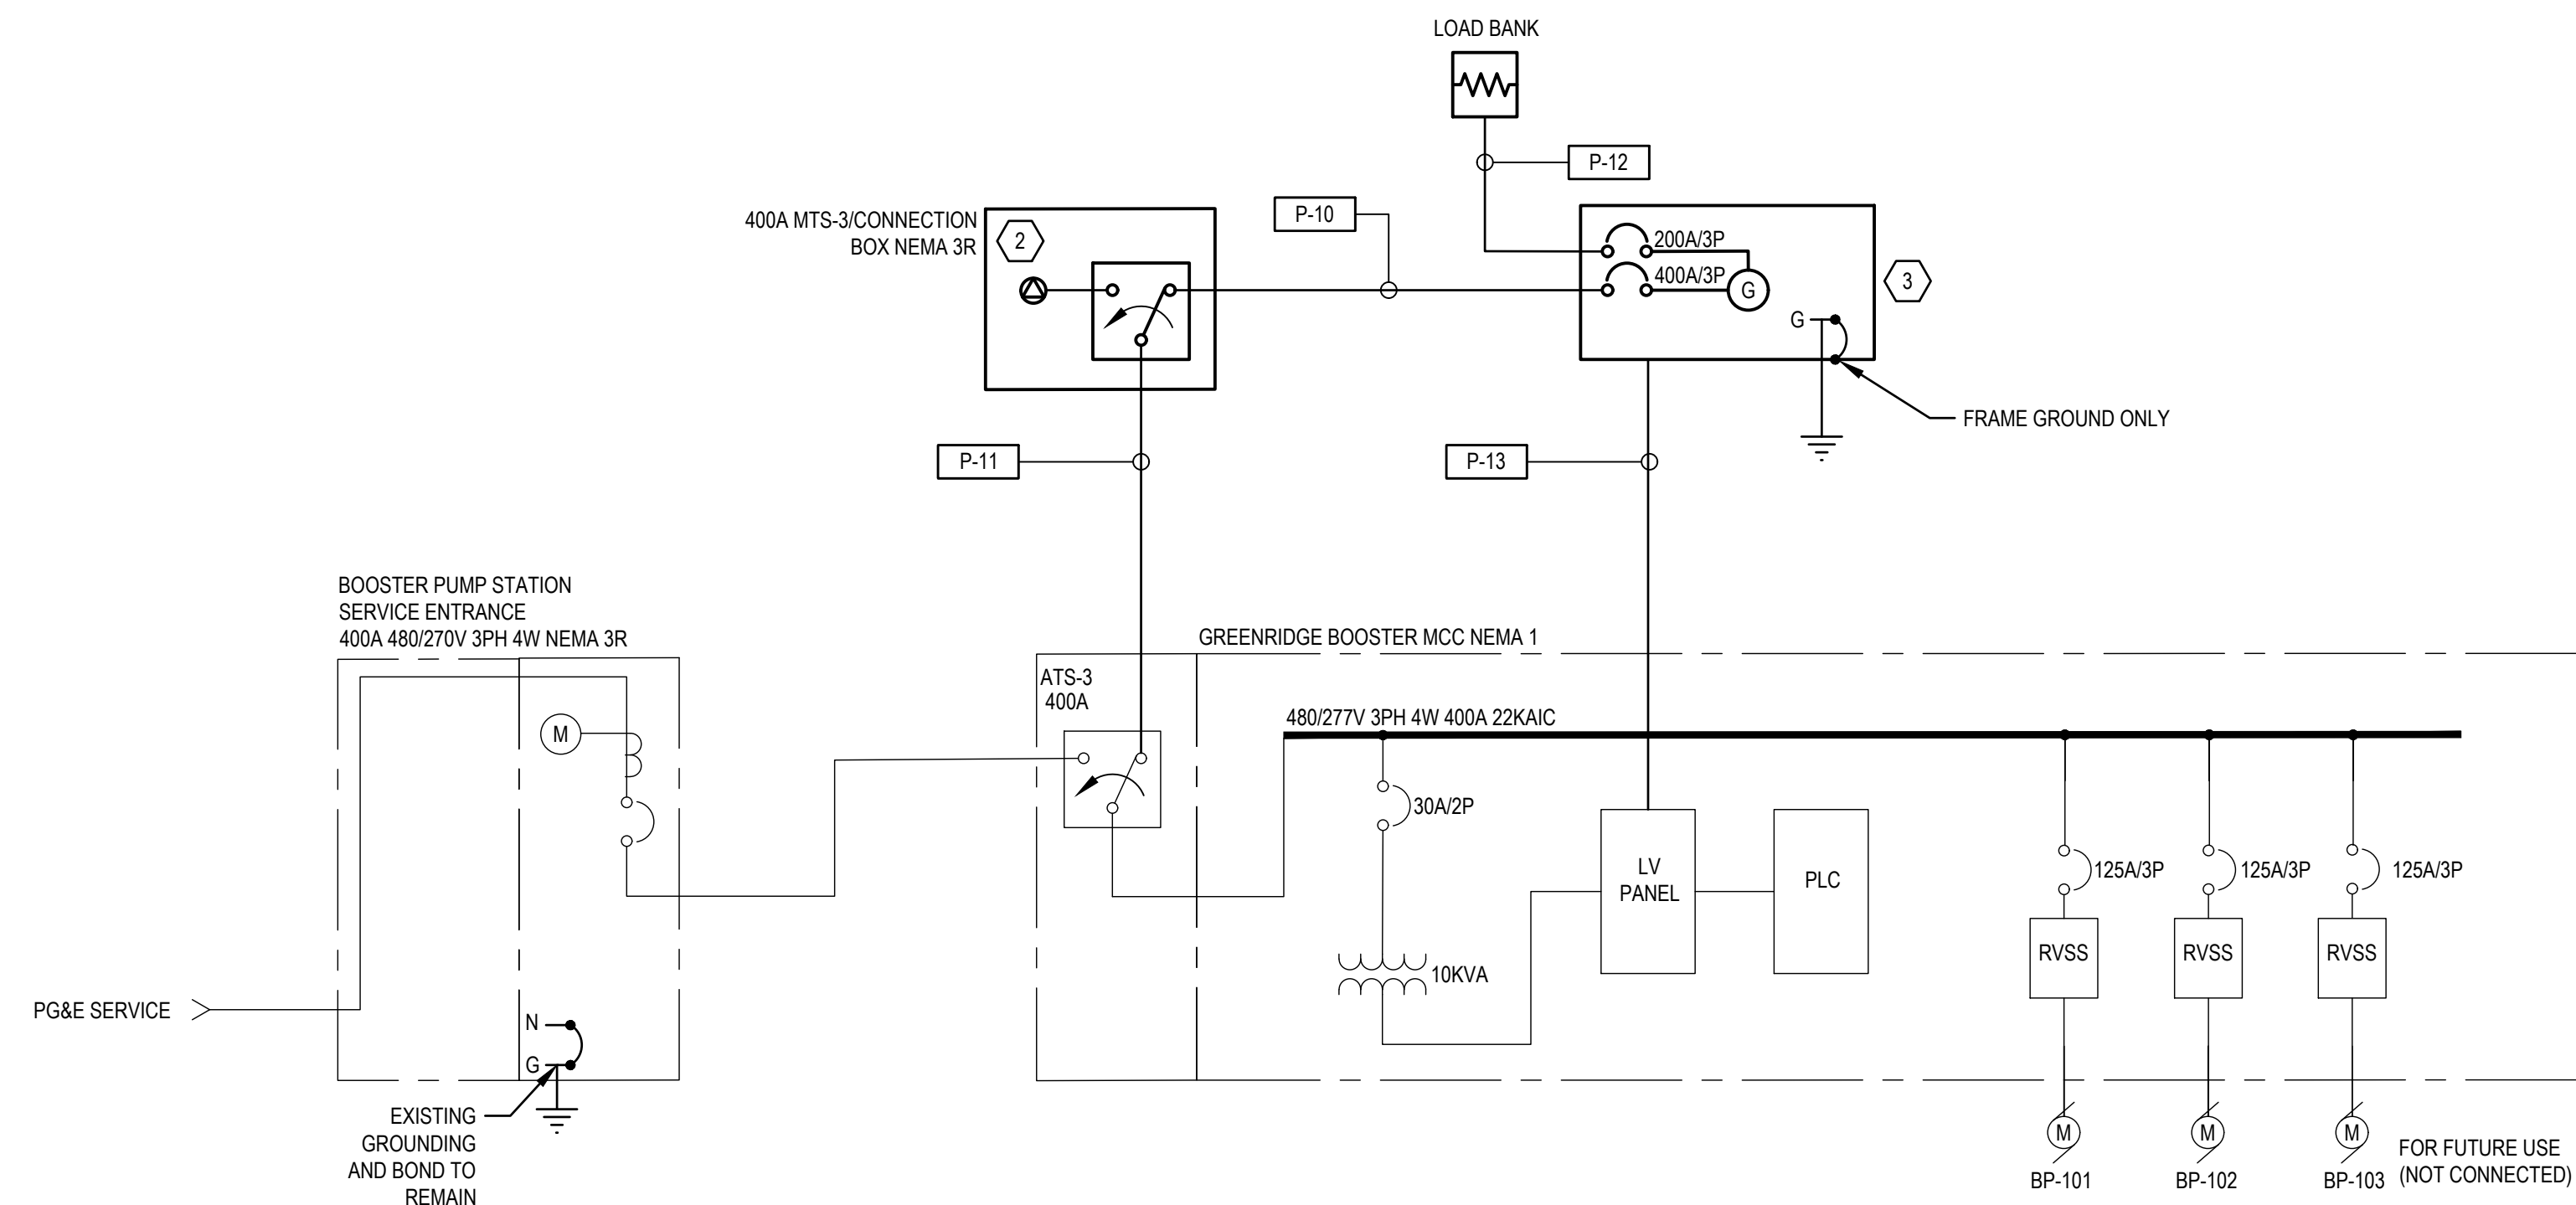 LOAD BANK
P-12
P-10
400A MTS-3/CONNECTION
BOX NEMA 3R
2
200A/3P
400A/3P
G
3
G
FRAME GROUND ONLY
P-11
P-13
BOOSTER PUMP STATION
SERVICE ENTRANCE
400A 480/270V 3PH 4W NEMA 3R
GREENRIDGE BOOSTER MCC NEMA 1
ATS-3
400A
480/277V 3PH 4W 400A 22KAIC
M
30A/2P
LV
PANEL
PLC
125A/3P
125A/3P
125A/3P
RVSS
RVSS
RVSS
10KVA
PG&E SERVICE
N
G
EXISTING
GROUNDING
AND BOND TO
REMAIN
M
M
M
BP-101
BP-102
BP-103
FOR FUTURE USE
(NOT CONNECTED)